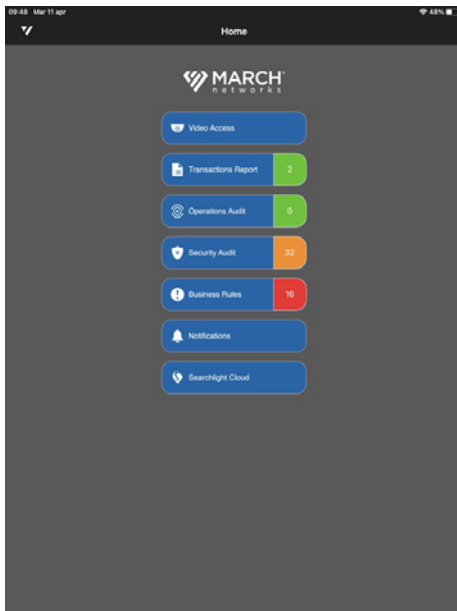 09:48 Mar 11 apr
48%
Home
MARCH
networks
Video Access
Transactions Report 2
Operations Audit 0
Security Audit 32
Business Rules 16
Notifications
Searchlight Cloud